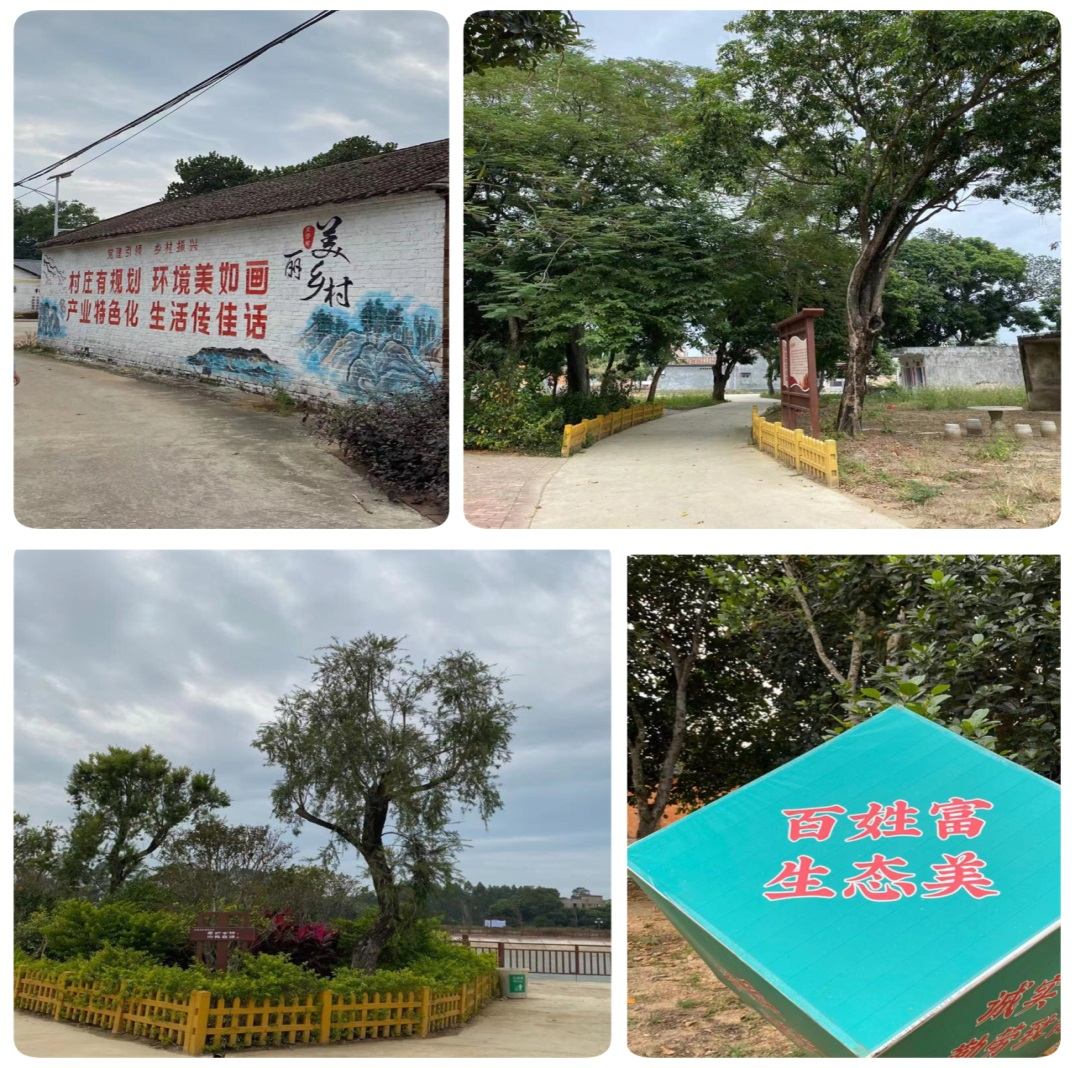 党建引领 乡村振兴
村庄有规划 环境美如画
产业特色化 生活传佳话
美
丽
乡村
百姓富
生态美
诚实